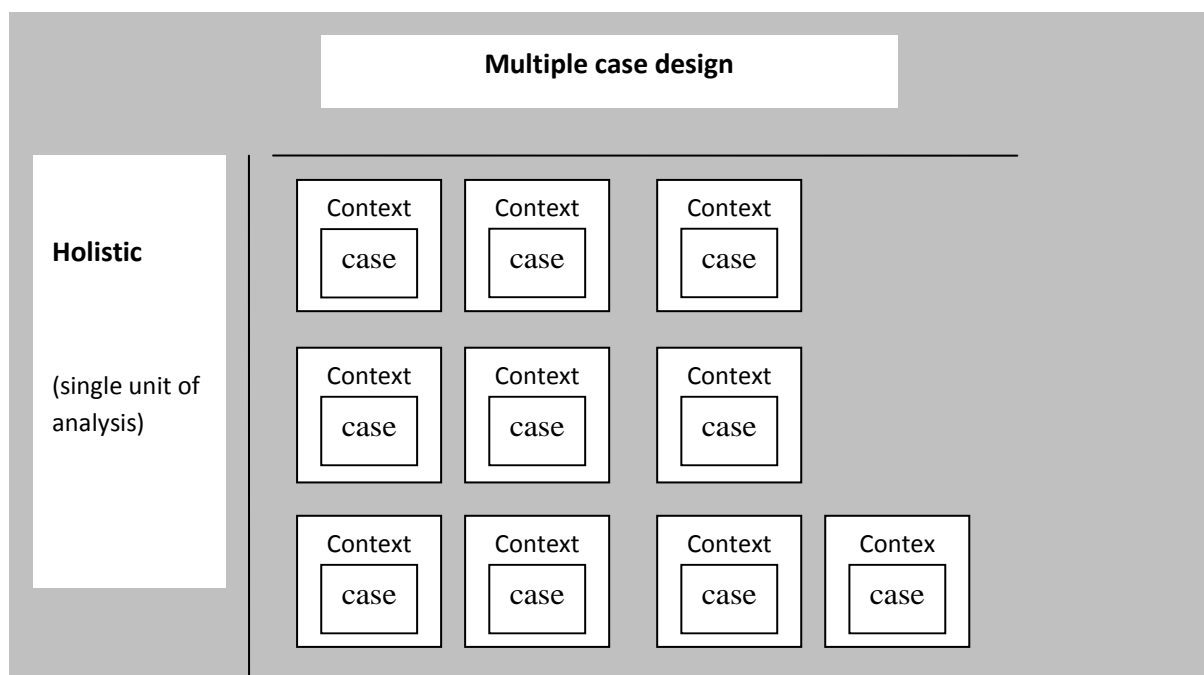 Multiple case design
Holistic
(single unit of
analysis)
Context Context Context
case case case
Context Context Context
case case case
Context Context Context Contex
case case case case